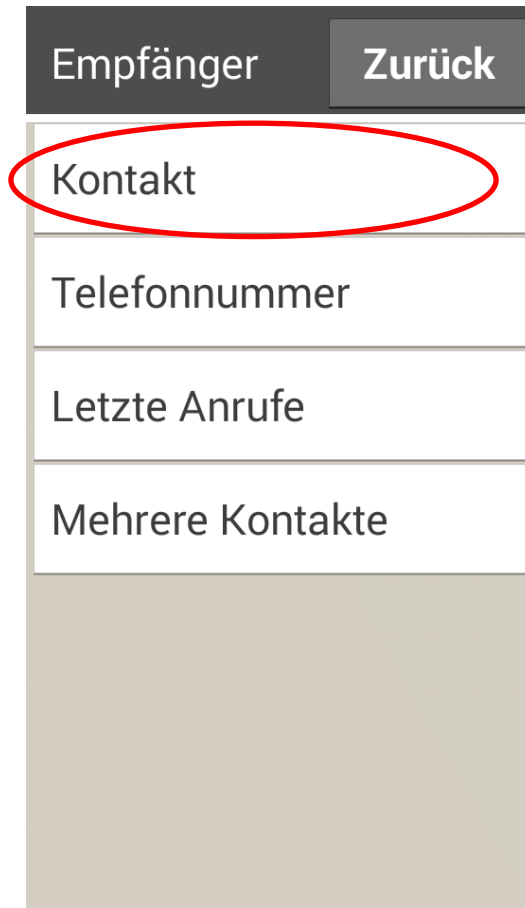 Empfänger Zurück
Kontakt
Telefonnummer
Letzte Anrufe
Mehrere Kontakte